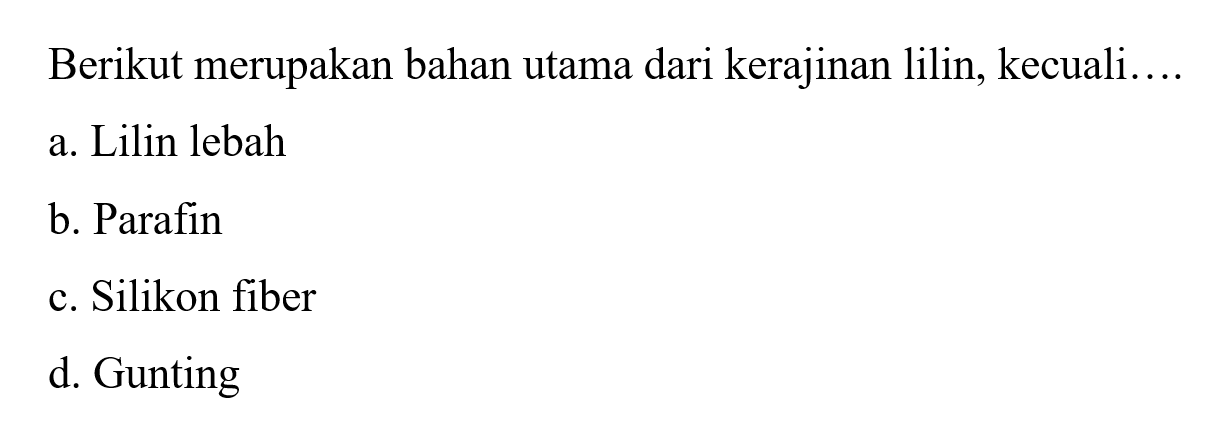 Berikut merupakan bahan utama dari kerajinan lilin, kecuali….
a. Lilin lebah
b. Parafin
c. Silikon fiber
d. Gunting